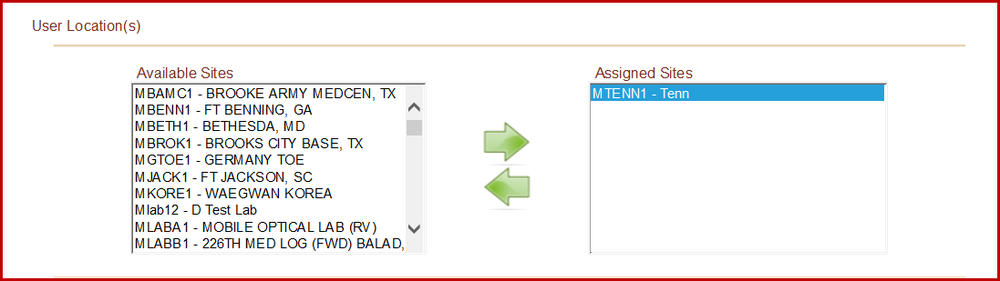 User Location(s)
Available Sites
MBAMC1 - BROOKE ARMY MEDCEN, TX
MBENN1 - FT BENNING, GA
MBETH1 - BETHESDA, MD
MBROK1 - BROOKS CITY BASE, TX
MGTOE1 - GERMANY TOE
MJACK1 - FT JACKSON, SC
MKORE1 - WAEGWAN KOREA
Mlab12 - D Test Lab
MLABA1 - MOBILE OPTICAL LAB (RV)
MLABB1 - 226TH MED LOG (FWD) BALAD,
Assigned Sites
MTENN1 - Tenn